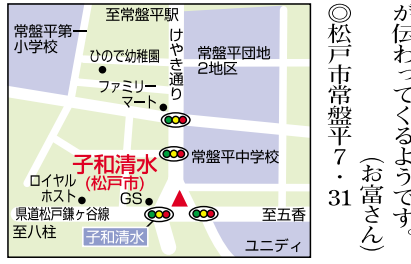 が伝わってくるようです。
(お富さん)
◎松戸市常盤平7・31
至常盤平駅
常盤平第一
小学校
けやき通り
ひので幼稚園
常盤平団地
2地区
ファミリー
マート
子和清水
(松戸市)
常盤平中学校
ロイヤル
ホスト
GS
県道松戸鎌ヶ谷線
至五香
至八柱
子和清水
ユニディ